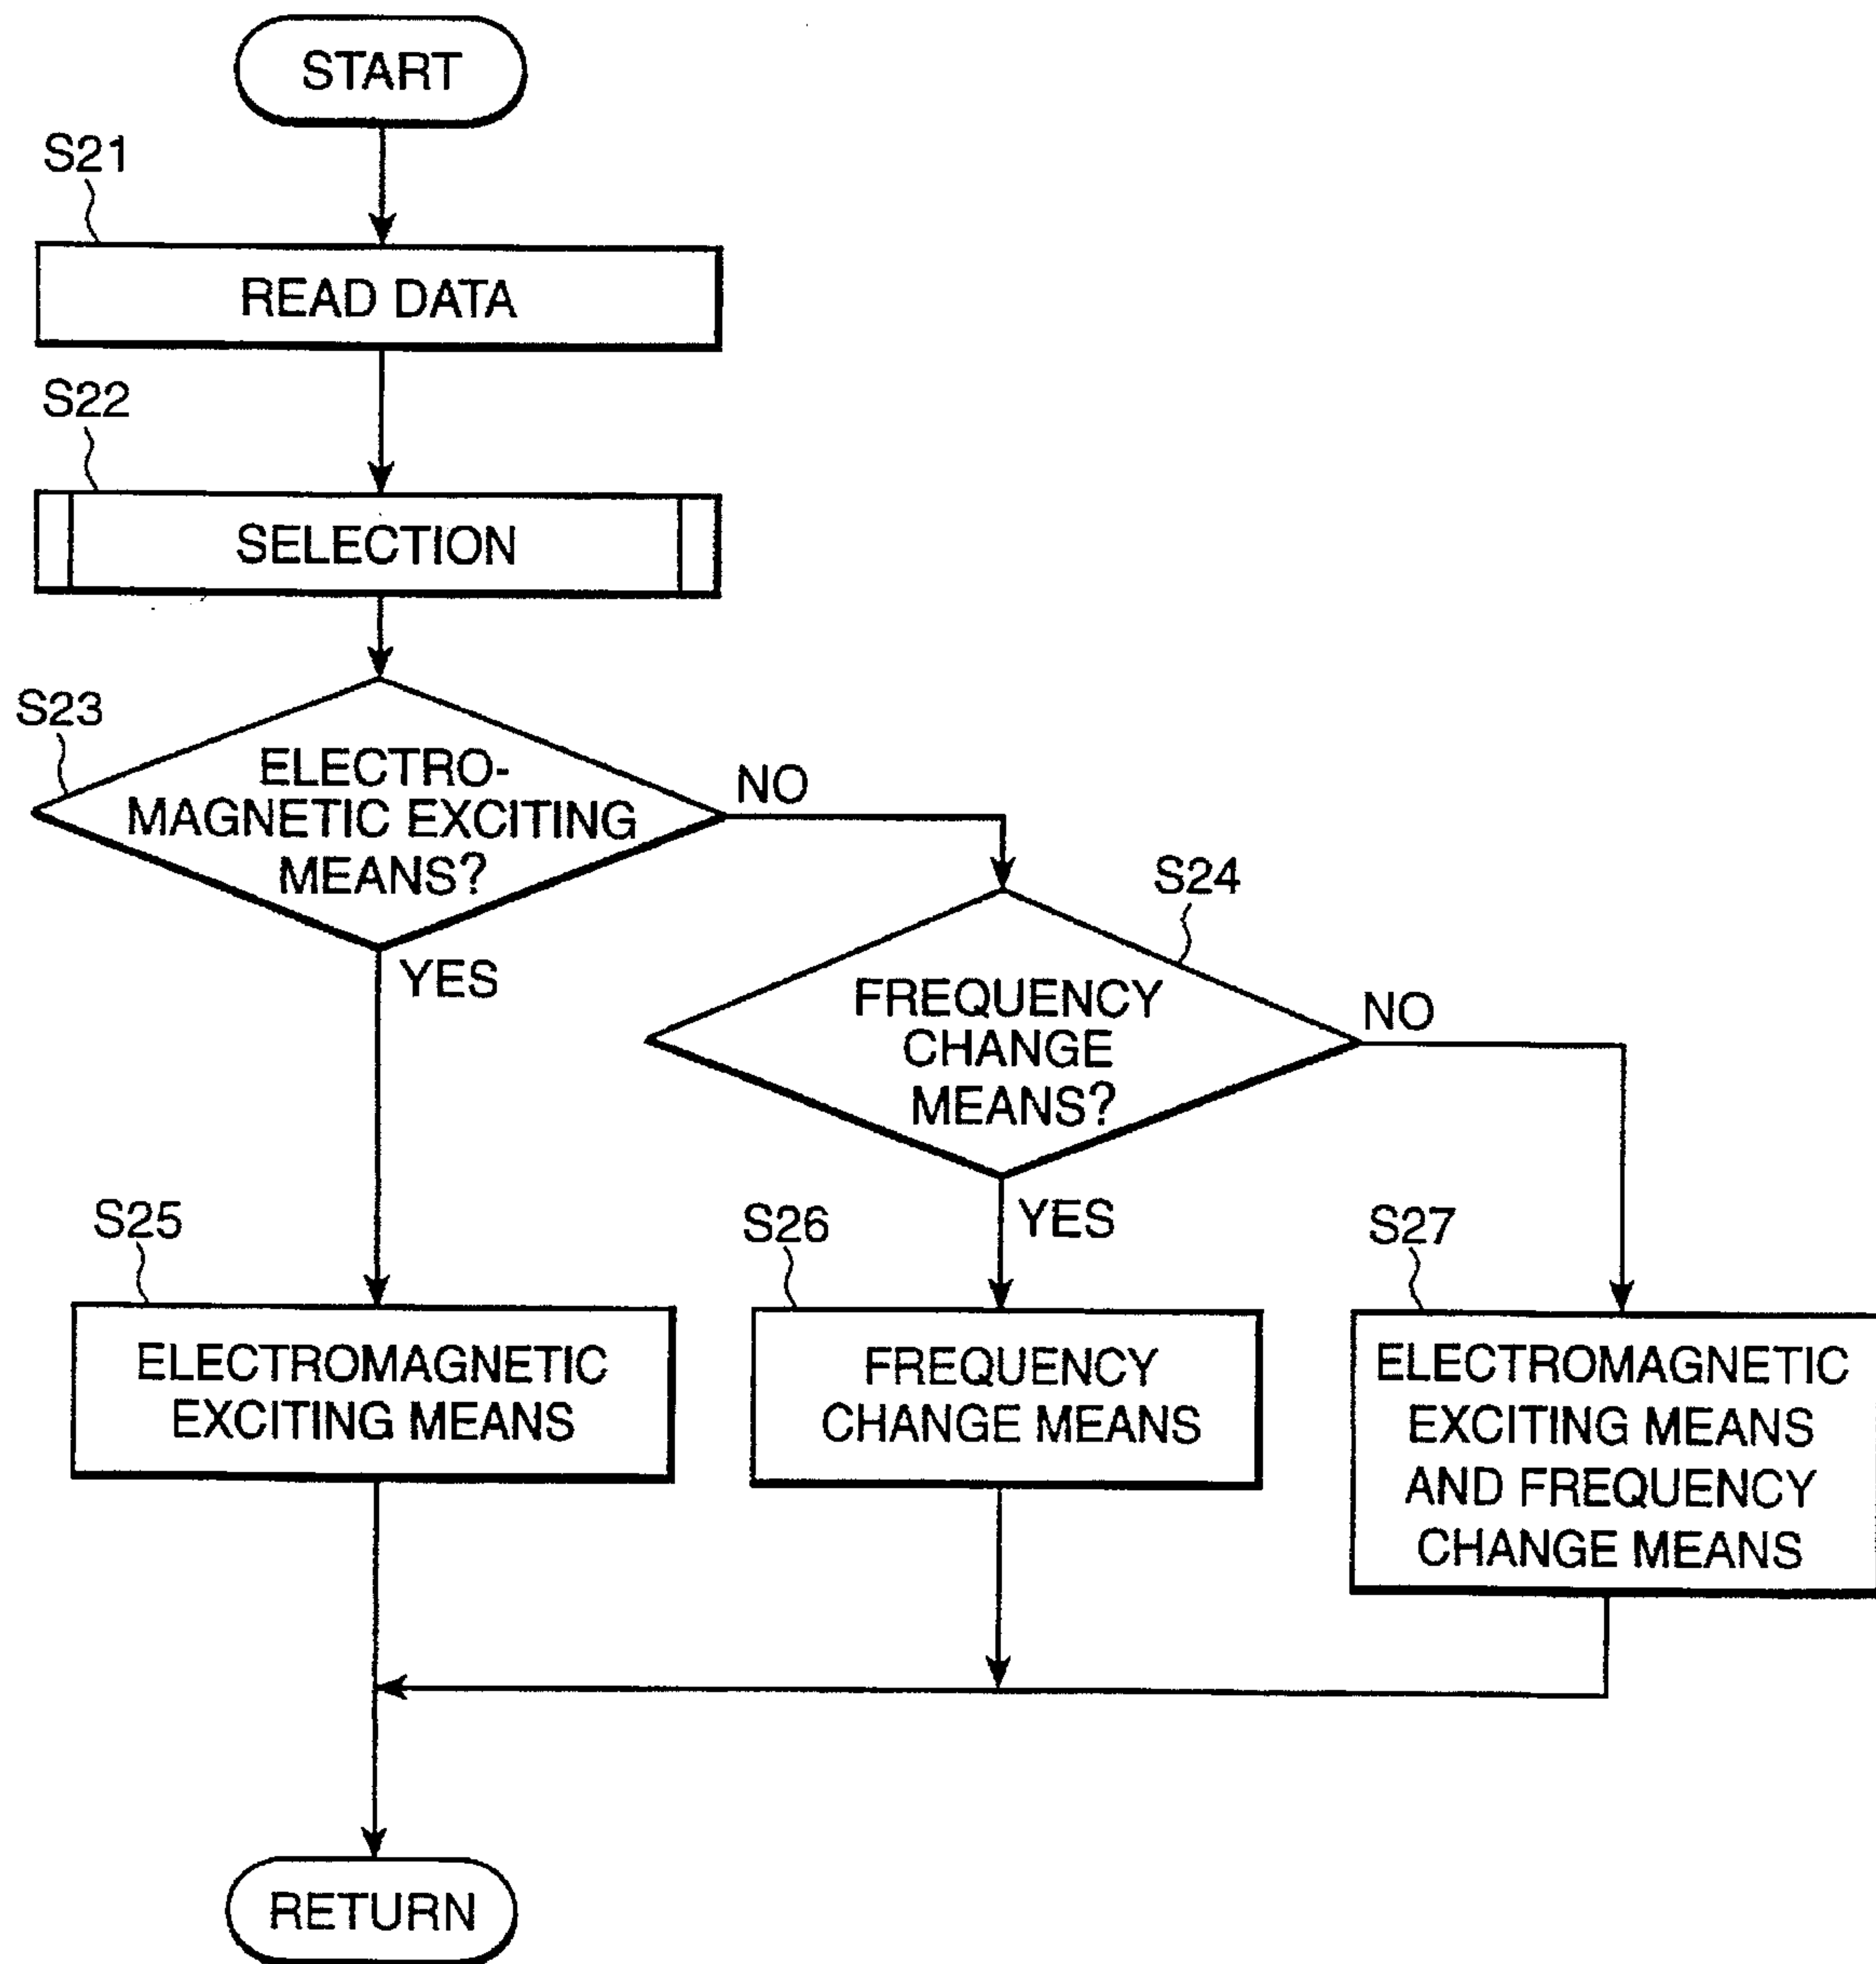 START
S21
READ DATA
S22
SELECTION
S23
ELECTRO-
MAGNETIC EXCITING
MEANS?
NO
YES
S24
FREQUENCY
CHANGE
MEANS?
NO
YES
S25
ELECTROMAGNETIC
EXCITING MEANS
S26
FREQUENCY
CHANGE MEANS
S27
ELECTROMAGNETIC
EXCITING MEANS
AND FREQUENCY
CHANGE MEANS
RETURN